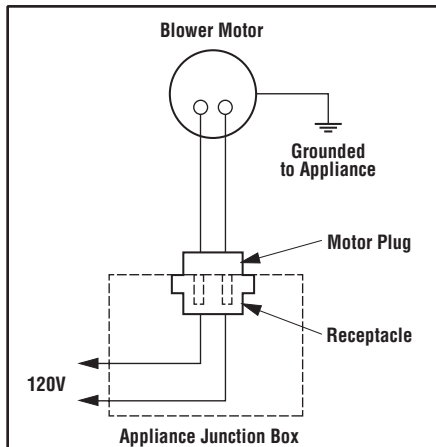 Blower Motor
Grounded
to Appliance
Motor Plug
Receptacle
120V
Appliance Junction Box